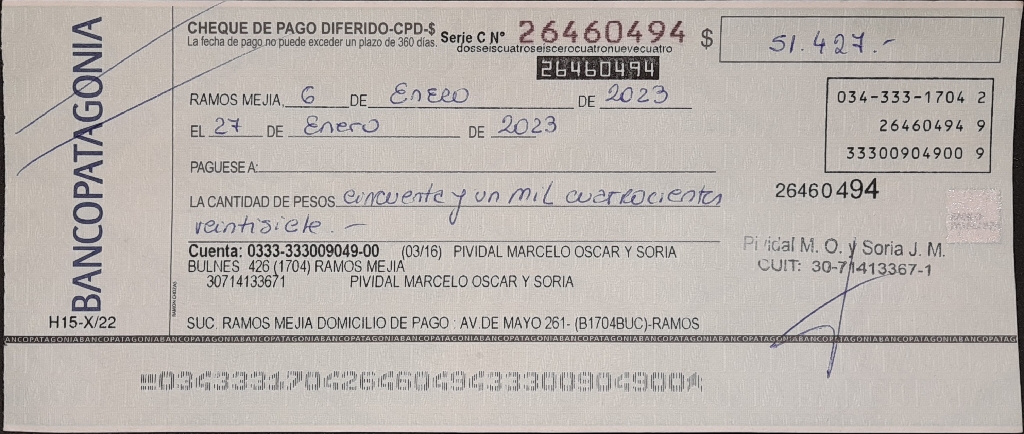 BANCOPATAGONIA
H15-X/22
CHEQUE DE PAGO DIFERIDO-CPD-$ Serie C Nº 26460494 $ 51.427.-
La fecha de pago no puede exceder un plazo de 360 días.
dosseiscuatroseiscerocuatronuevecuatro
26460494
RAMOS MEJIA, 6 DE Enero DE 2023
034-333-1704 2
26460494 9
33300904900 9
EL 27 DE Enero DE 2023
PAGUESE A:
26460494
LA CANTIDAD DE PESOS cincuenta y un mil cuatrocientos
veintisiete.-
Cuenta: 0333-333009049-00 (03/16) PIVIDAL MARCELO OSCAR Y SORIA
BULNES 426 (1704) RAMOS MEJIA
30714133671 PIVIDAL MARCELO OSCAR Y SORIA
Pividal M. O. y Soria J. M.
CUIT: 30-71413367-1
SUC. RAMOS MEJIA DOMICILIO DE PAGO : AV.DE MAYO 261- (B1704BUC)-RAMOS
BANCOPATAGONIABANCOPATAGONIABANCOPATAGONIABANCOPATAGONIABANCOPATAGONIA
03433317042646049433300904900